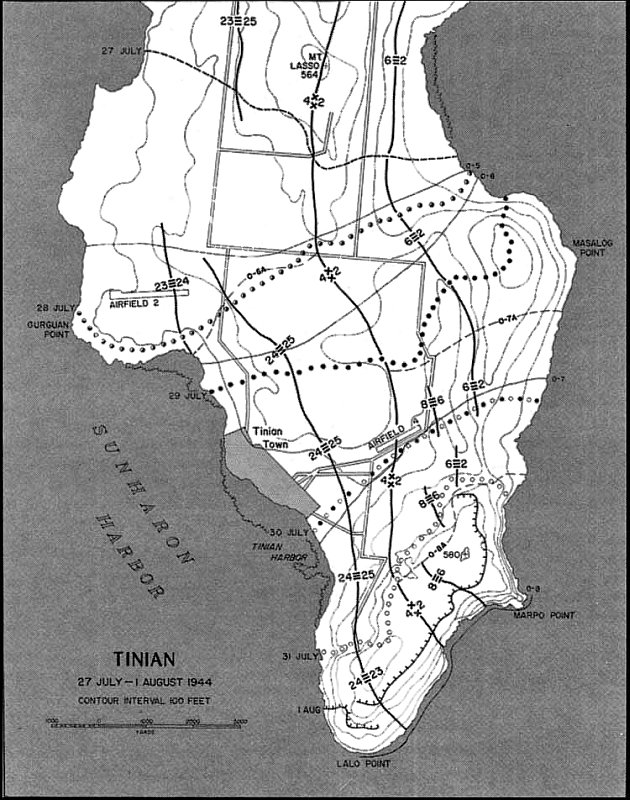 23≡25
27 JULY
MT
LASSO
564
6≡2
4⁝⁝2
O-5
O-6
6≡2
MASALOG
POINT
O-6A
4⁝⁝2
23≡24
AIRFIELD 2
28 JULY
GURGUAN
POINT
O-7A
24≡25
29 JULY
O-7
6≡2
8≡6
Tinian
Town
AIRFIELD 4
24≡25
6≡2
4⁝⁝2
8≡6
SUNHARON
HARBOR
30 JULY
TINIAN
HARBOR
O-8A
580
24≡25
8≡6
O-8
4⁝⁝2
MARPO POINT
31 JULY
TINIAN
27 JULY—1 AUGUST 1944
CONTOUR INTERVAL 100 FEET
24≡23
1000 0 1000 2000 3000
YARDS
1 AUG
LALO POINT